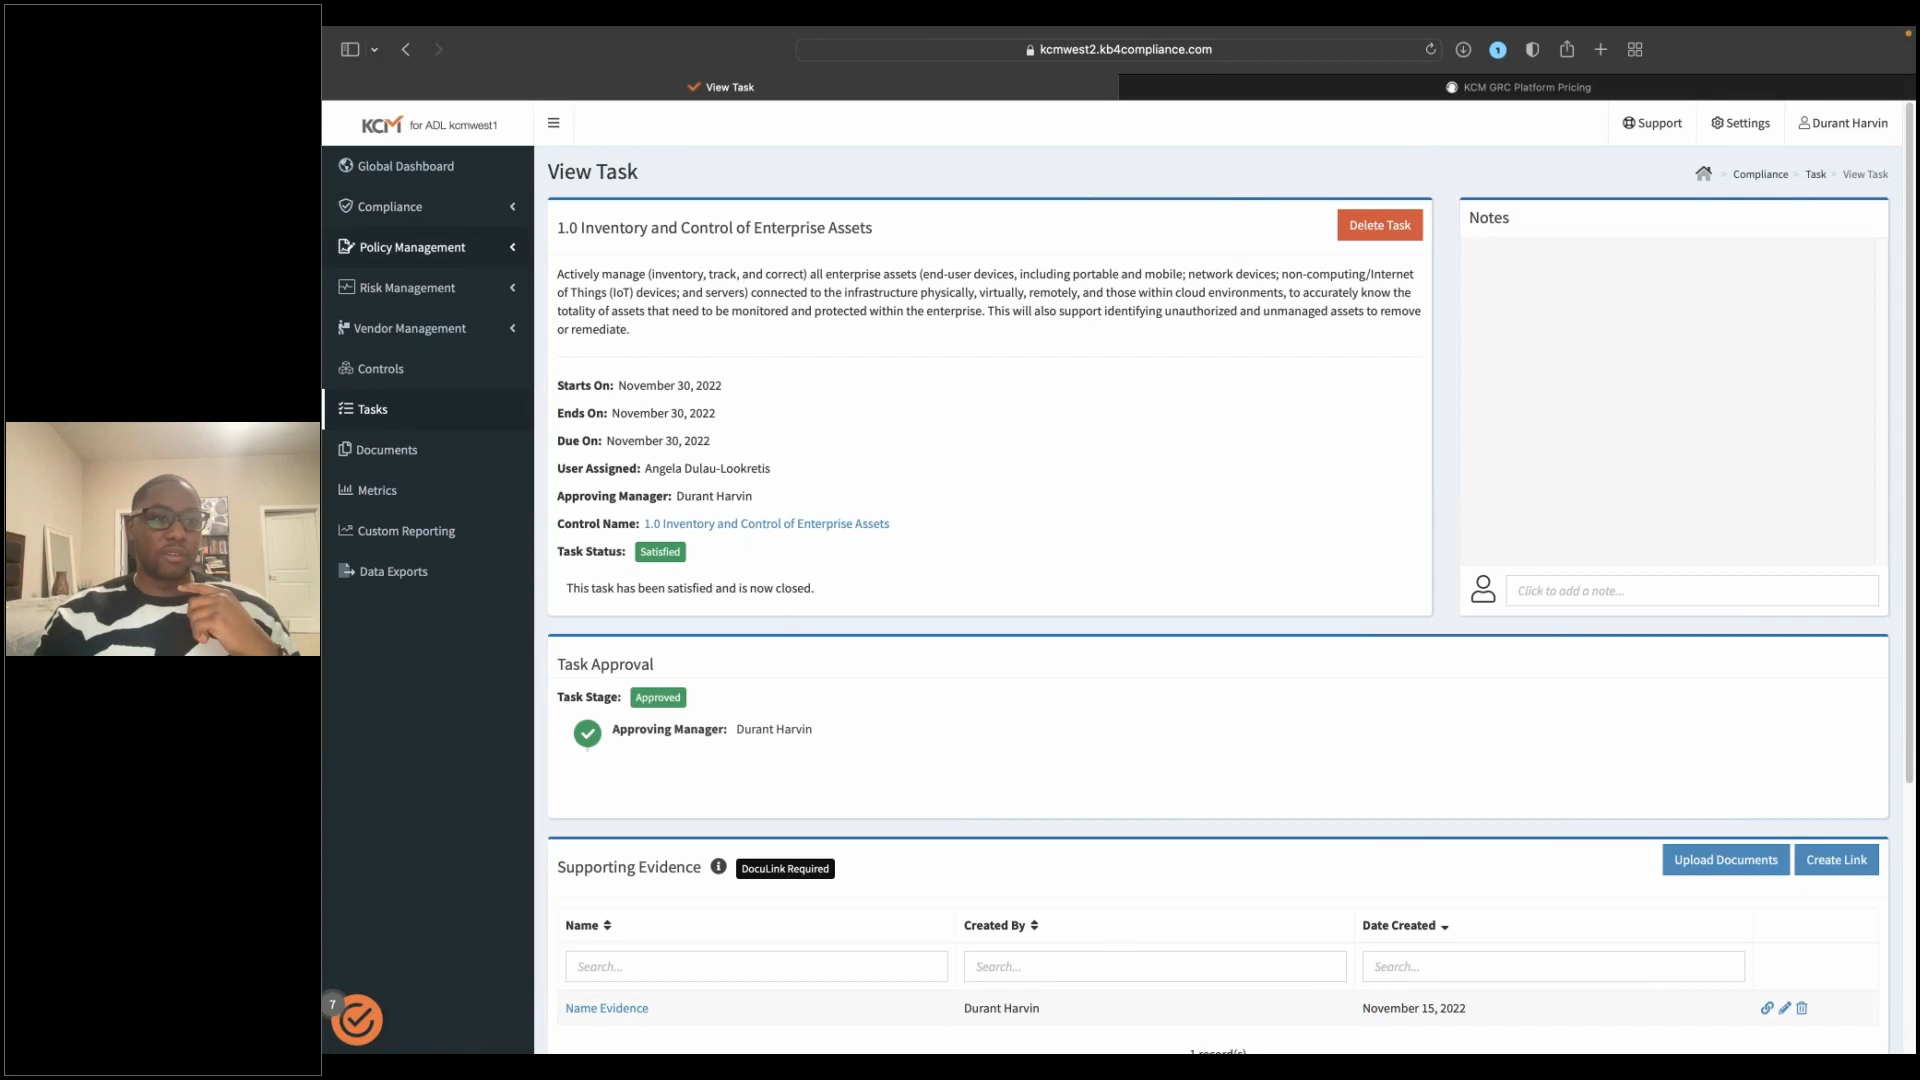 kcmwest2.kb4compliance.com
View Task
KCM GRC Platform Pricing
KCM for ADL kcmwest1
Support
Settings
Durant Harvin
Global Dashboard
Compliance
Policy Management
Risk Management
Vendor Management
Controls
Tasks
Documents
Metrics
Custom Reporting
Data Exports
7
View Task
Compliance > Task > View Task
1.0 Inventory and Control of Enterprise Assets
Delete Task
Actively manage (inventory, track, and correct) all enterprise assets (end-user devices, including portable and mobile; network devices; non-computing/Internet
of Things (IoT) devices; and servers) connected to the infrastructure physically, virtually, remotely, and those within cloud environments, to accurately know the
totality of assets that need to be monitored and protected within the enterprise. This will also support identifying unauthorized and unmanaged assets to remove
or remediate.
Starts On: November 30, 2022
Ends On: November 30, 2022
Due On: November 30, 2022
User Assigned: Angela Dulau-Lookretis
Approving Manager: Durant Harvin
Control Name: 1.0 Inventory and Control of Enterprise Assets
Task Status: Satisfied
This task has been satisfied and is now closed.
Notes
Click to add a note...
Task Approval
Task Stage: Approved
Approving Manager: Durant Harvin
Supporting Evidence DocuLink Required
Upload Documents
Create Link
Name Created By Date Created
Search... Search... Search...
Name Evidence Durant Harvin November 15, 2022
1 record(s)